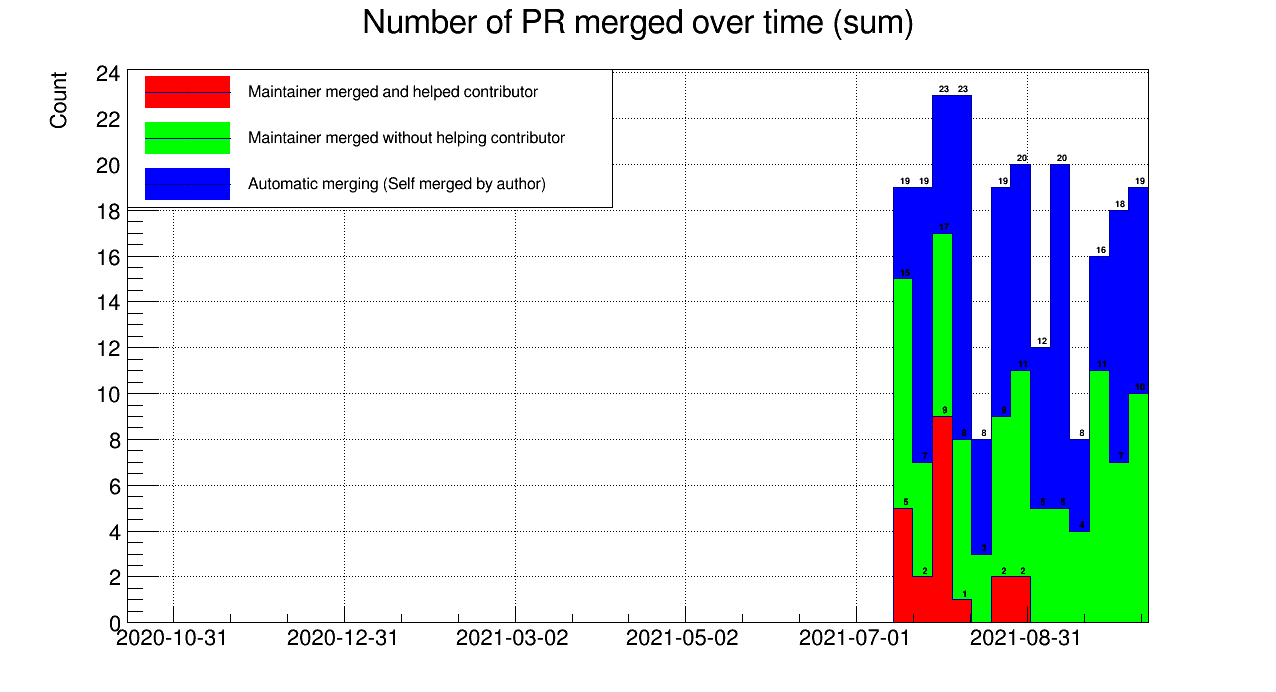 Number of PR merged over time (sum)
Count
24
22
20
18
16
14
12
10
8
6
4
2
0
Maintainer merged and helped contributor
Maintainer merged without helping contributor
Automatic merging (Self merged by author)
19 19 23 23 8 19 20 12 20 8 16 18 19
15 7 17 8 3 9 11 5 5 4 11 7 10
5 2 9 1 2 2
2020-10-31 2020-12-31 2021-03-02 2021-05-02 2021-07-01 2021-08-31